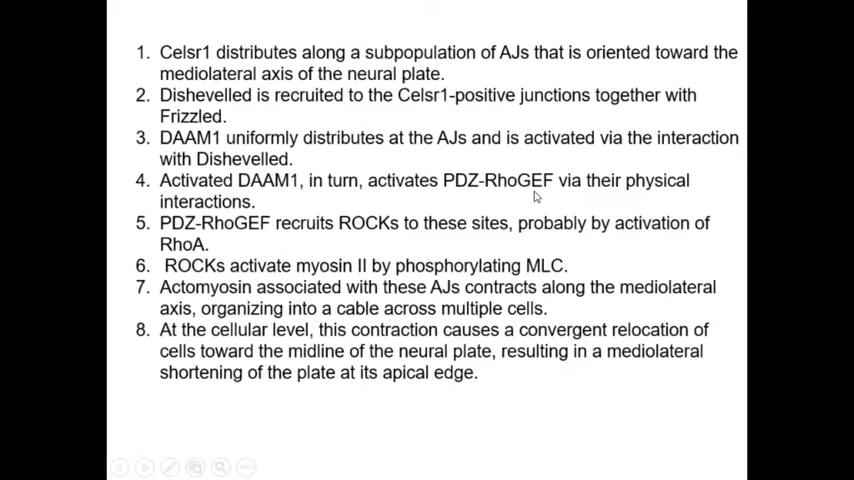 1. Celsr1 distributes along a subpopulation of AJs that is oriented toward the
mediolateral axis of the neural plate.
2. Dishevelled is recruited to the Celsr1-positive junctions together with
Frizzled.
3. DAAM1 uniformly distributes at the AJs and is activated via the interaction
with Dishevelled.
4. Activated DAAM1, in turn, activates PDZ-RhoGEF via their physical
interactions.
5. PDZ-RhoGEF recruits ROCKs to these sites, probably by activation of
RhoA.
6. ROCKs activate myosin II by phosphorylating MLC.
7. Actomyosin associated with these AJs contracts along the mediolateral
axis, organizing into a cable across multiple cells.
8. At the cellular level, this contraction causes a convergent relocation of
cells toward the midline of the neural plate, resulting in a mediolateral
shortening of the plate at its apical edge.